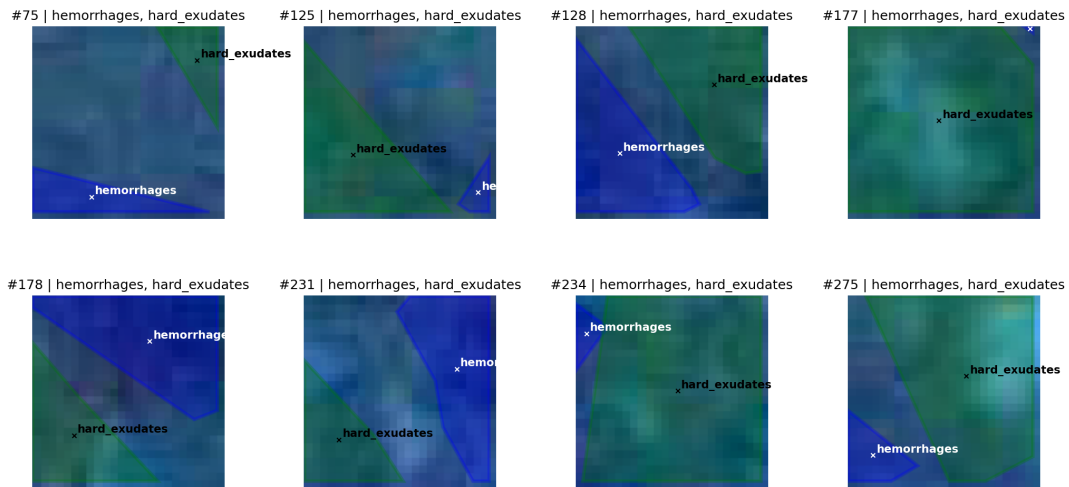 #75 | hemorrhages, hard_exudates
#125 | hemorrhages, hard_exudates
#128 | hemorrhages, hard_exudates
#177 | hemorrhages, hard_exudates
hard_exudates
hemorrhages
hard_exudates
he
hard_exudates
hemorrhages
hard_exudates
#178 | hemorrhages, hard_exudates
#231 | hemorrhages, hard_exudates
#234 | hemorrhages, hard_exudates
#275 | hemorrhages, hard_exudates
hemorrhage
hard_exudates
hemor
hard_exudates
hemorrhages
hard_exudates
hard_exudates
hemorrhages